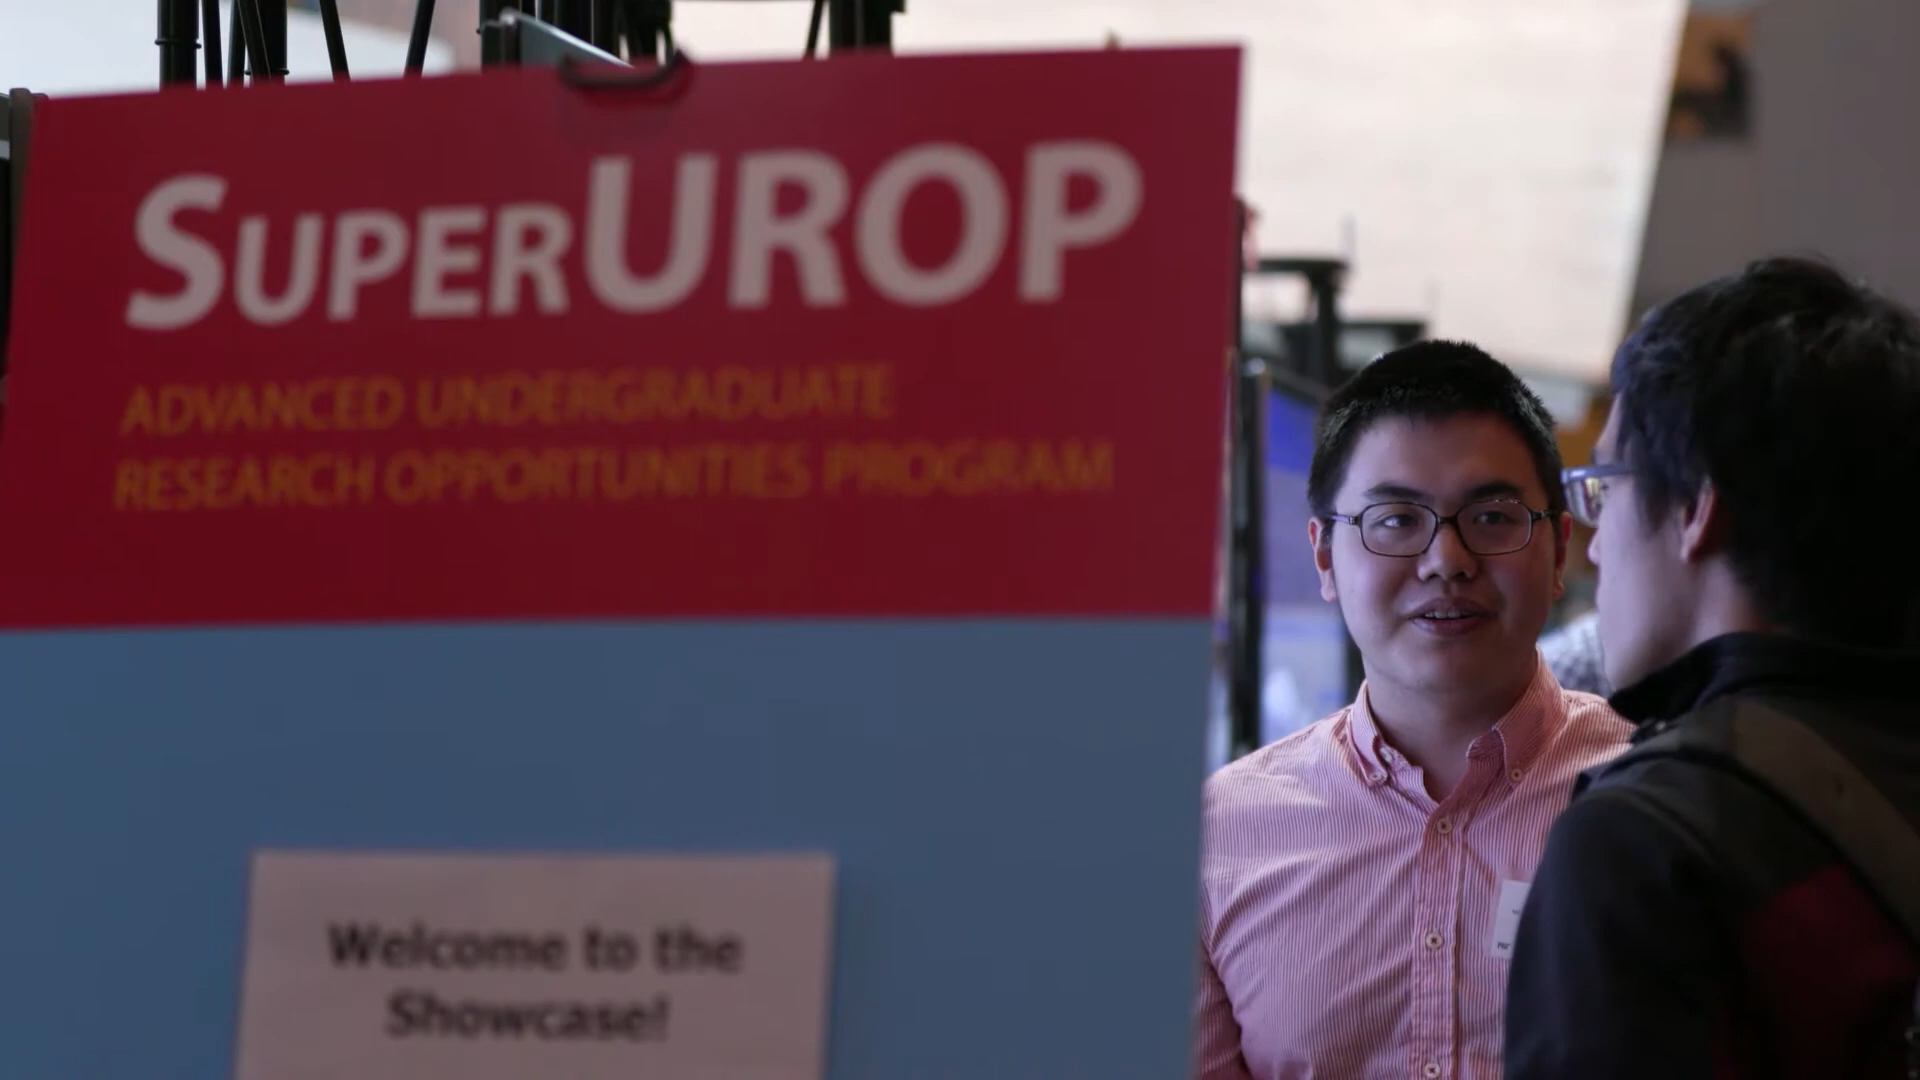 SUPERUROP
ADVANCED UNDERGRADUATE
RESEARCH OPPORTUNITIES PROGRAM
Welcome to the
Showcase!